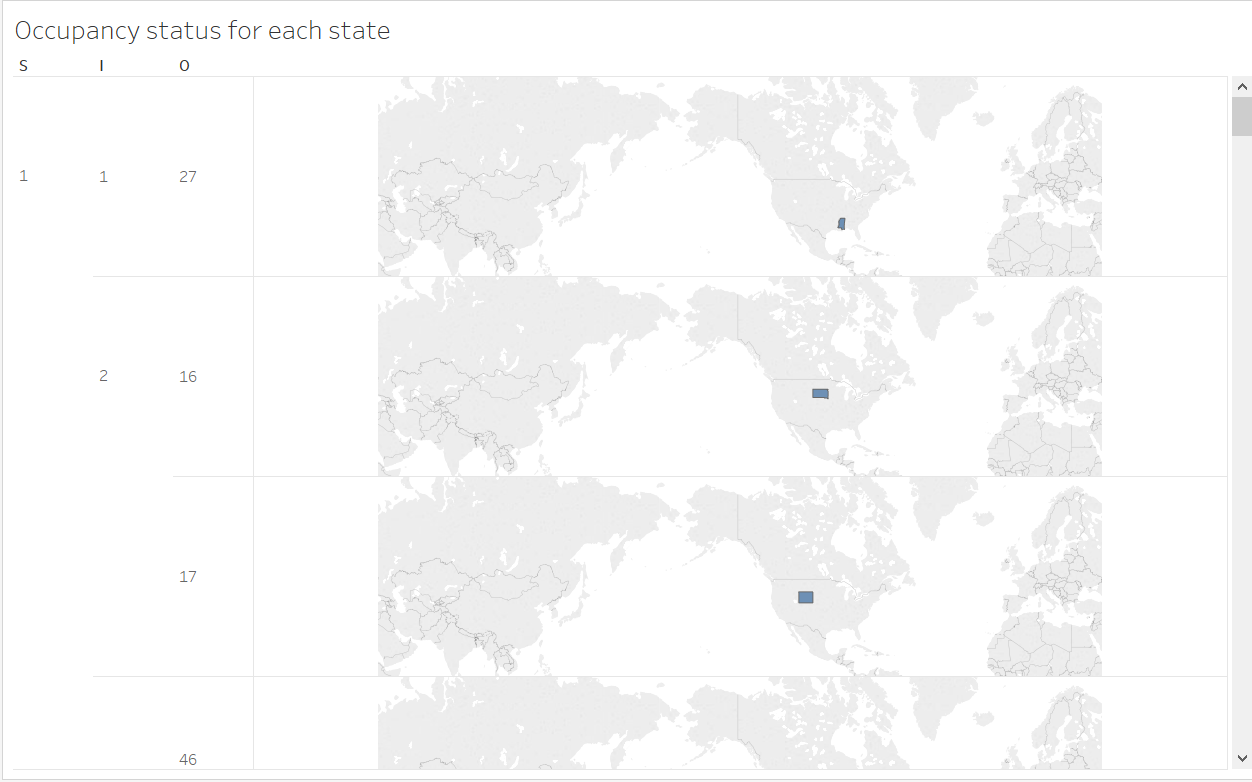 Occupancy status for each state
S I O
1 1 27
2 16
17
46